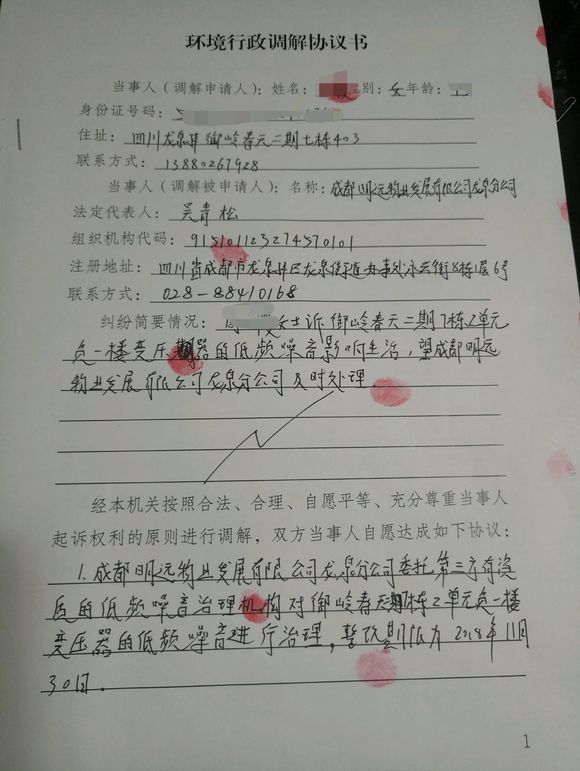 环境行政调解协议书
当事人（调解申请人）：姓名： 别：女年龄：
身份证号码：5
住址：四川龙泉驿御岭春天二期七栋403
联系方式：13880267928
当事人（调解被申请人）：名称：成都明远物业发展有限公司龙泉分公司
法定代表人：吴青松
组织机构代码：915101123274570101
注册地址：四川省成都市龙泉驿区龙泉街道办事处 街8栋1层6号
联系方式：028-88410168
纠纷简要情况： 女士诉御岭春天二期7栋2单元
负一楼变压器的低频噪音影响生活，望成都明远
物业发展有限公司龙泉分公司及时处理.
经本机关按照合法、合理、自愿平等、充分尊重当事人
起诉权利的原则进行调解，双方当事人自愿达成如下协议：
1.成都明远物业发展有限公司龙泉分公司委托第三方有资
质的低频噪音治理机构对御岭春天 栋2单元负一楼
变压器的低频噪音进行治理，整改期限为2018年11月
30日.
1